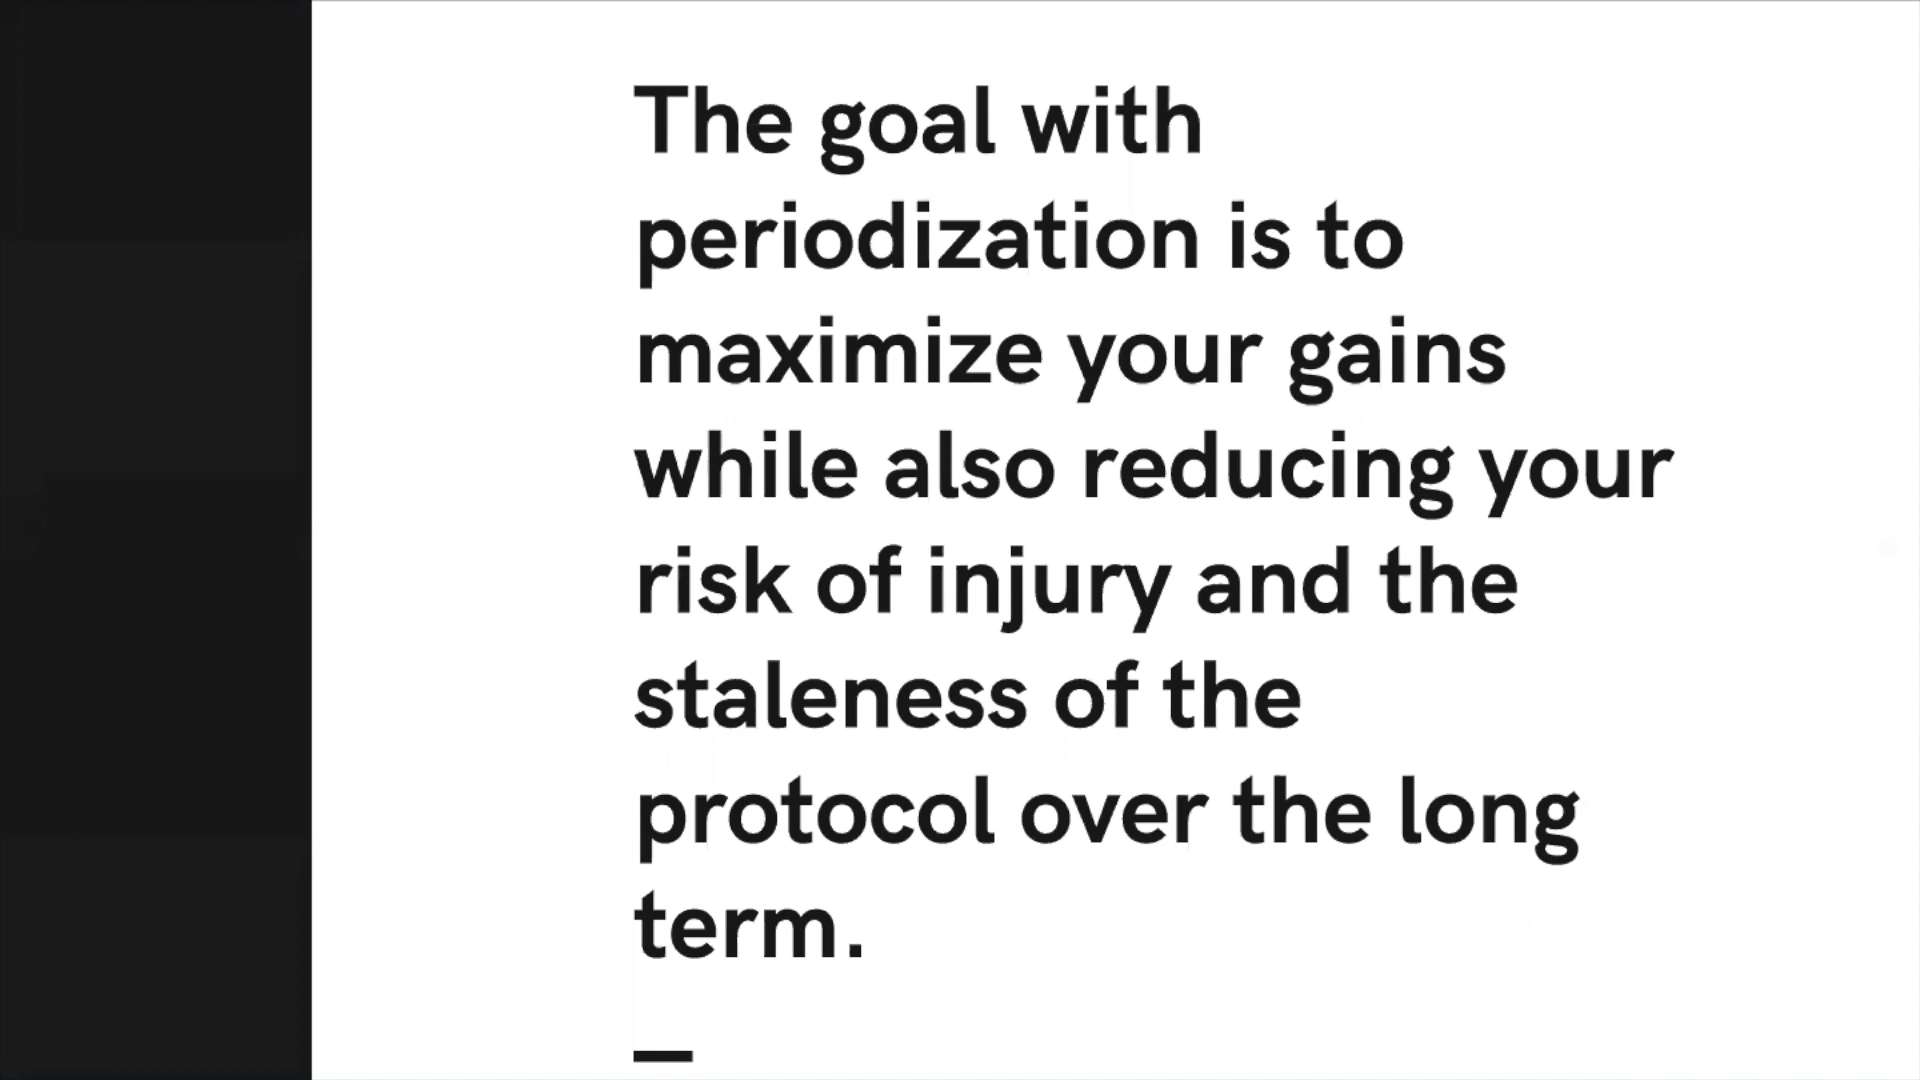 The goal with
periodization is to
maximize your gains
while also reducing your
risk of injury and the
staleness of the
protocol over the long
term.